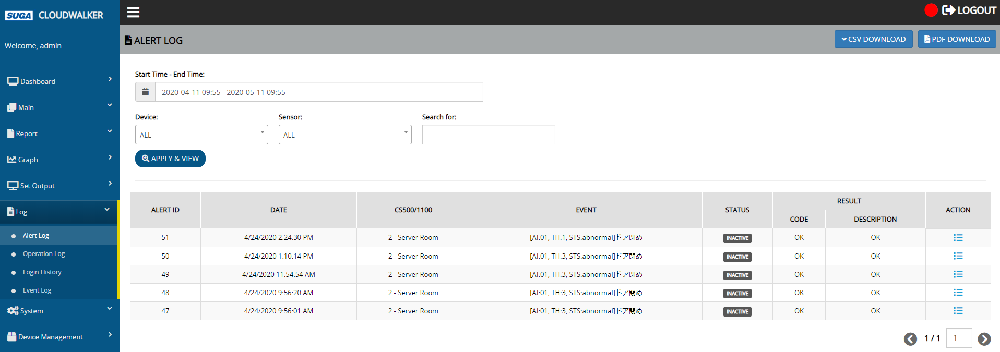 SUGA CLOUDWALKER
LOGOUT
Welcome, admin
Dashboard
Main
Report
Graph
Set Output
Log
Alert Log
Operation Log
Login History
Event Log
System
Device Management
ALERT LOG
CSV DOWNLOAD
PDF DOWNLOAD
Start Time - End Time:
2020-04-11 09:55 - 2020-05-11 09:55
Device: Sensor: Search for:
ALL ALL
APPLY & VIEW
ALERT ID DATE CS500/1100 EVENT STATUS RESULT ACTION
CODE DESCRIPTION
51 4/24/2020 2:24:30 PM 2 - Server Room [AI:01, TH:1, STS:abnormal]ドア閉め INACTIVE OK OK
50 4/24/2020 1:10:14 PM 2 - Server Room [AI:01, TH:3, STS:abnormal]ドア閉め INACTIVE OK OK
49 4/24/2020 11:54:54 AM 2 - Server Room [AI:01, TH:3, STS:abnormal]ドア閉め INACTIVE OK OK
48 4/24/2020 9:56:20 AM 2 - Server Room [AI:01, TH:3, STS:abnormal]ドア閉め INACTIVE OK OK
47 4/24/2020 9:56:01 AM 2 - Server Room [AI:01, TH:3, STS:abnormal]ドア閉め INACTIVE OK OK
1 / 1 1